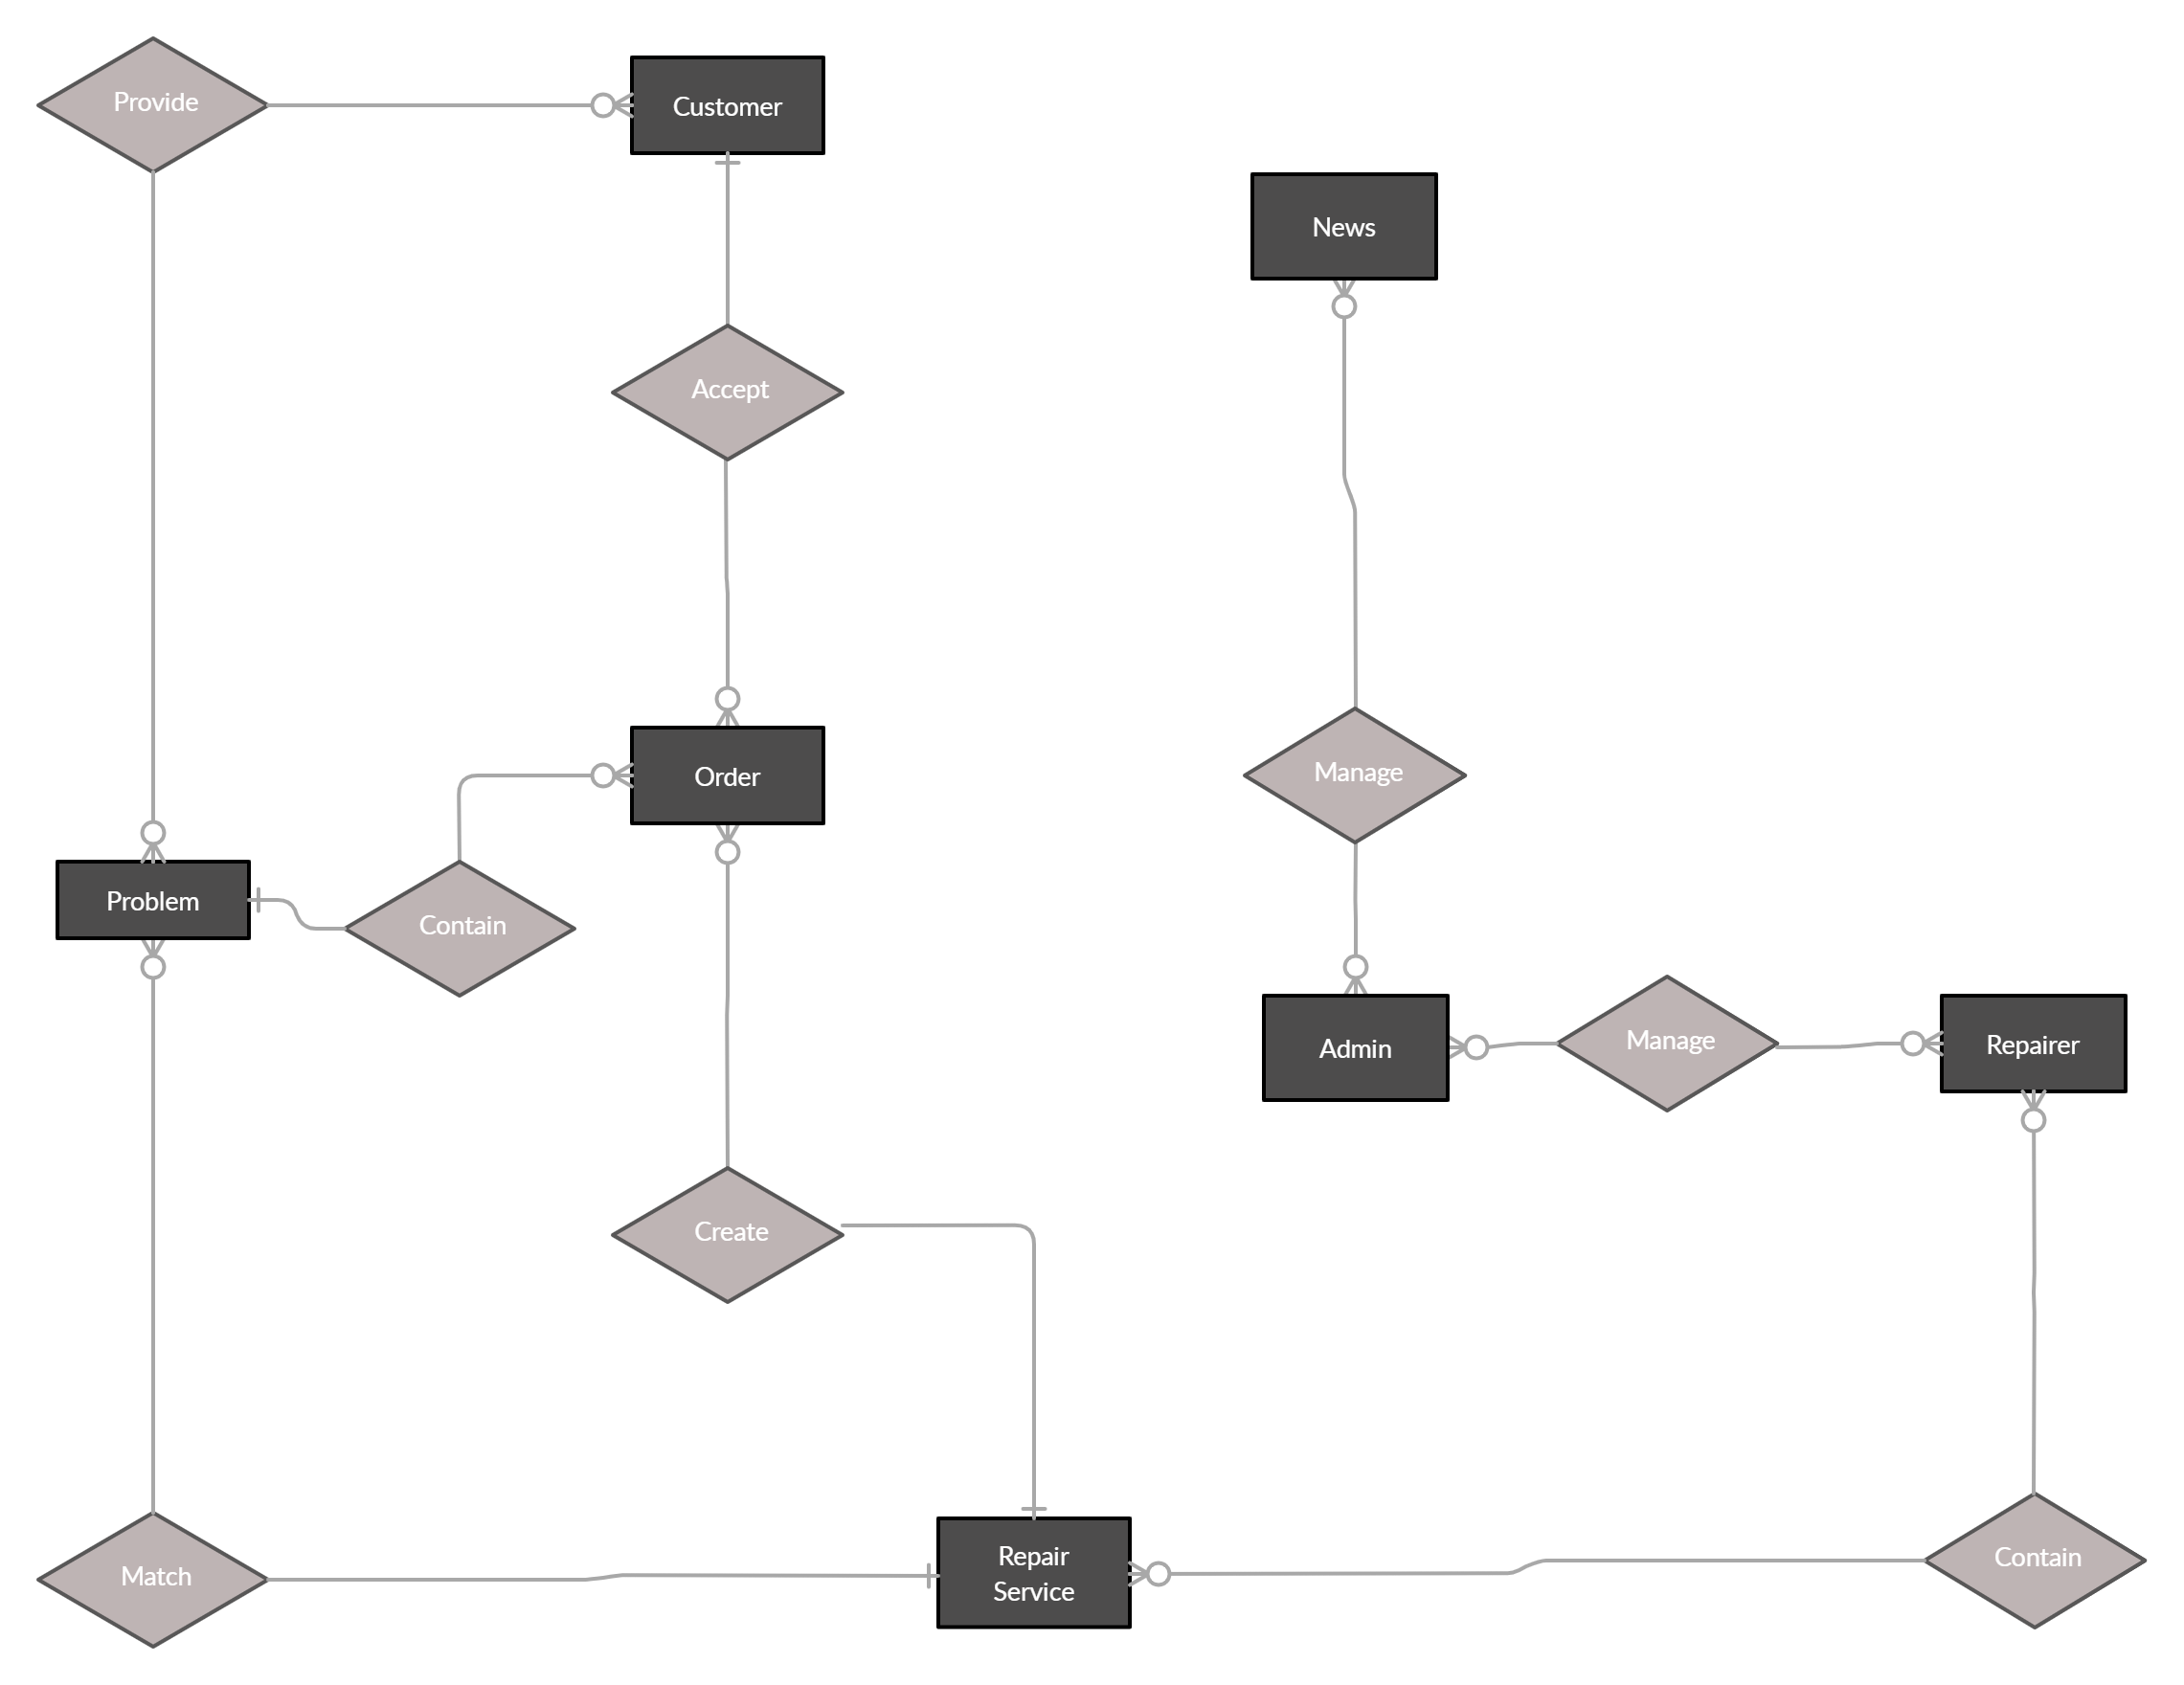 Provide
Customer
News
Accept
Manage
Order
Problem
Contain
Admin
Manage
Repairer
Create
Match
Repair
Service
Contain